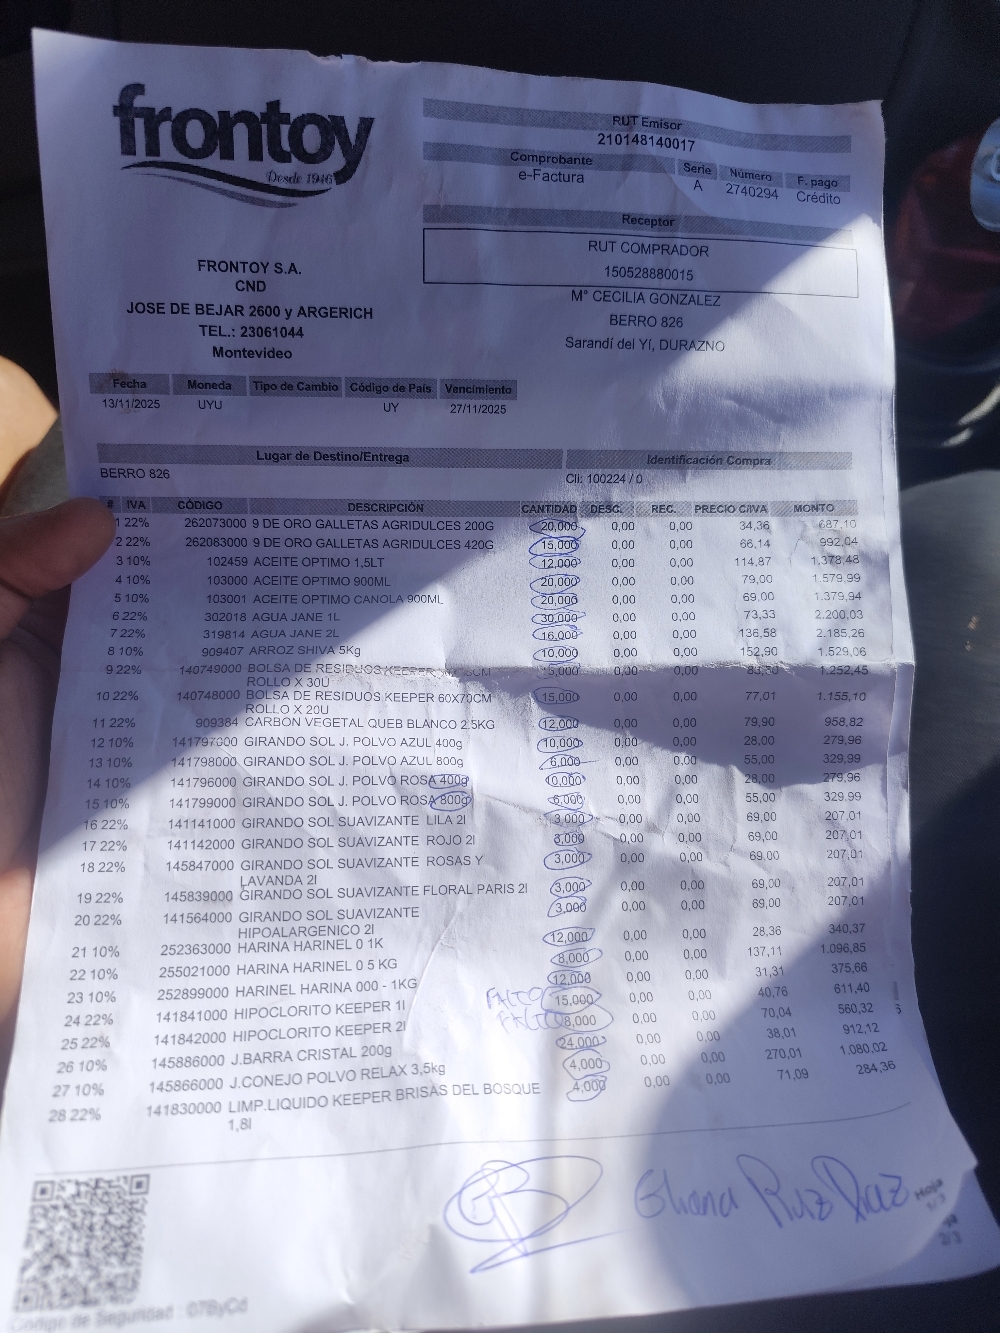 frontoy
Desde 1946
RUT Emisor
210148140017
Comprobante Serie Número F. pago
e-Factura A 2740294 Crédito
Receptor
RUT COMPRADOR
150528880015
Mª CECILIA GONZALEZ
BERRO 826
Sarandí del Yí, DURAZNO
FRONTOY S.A.
CND
JOSE DE BEJAR 2600 y ARGERICH
TEL.: 23061044
Montevideo
Fecha Moneda Tipo de Cambio Código de País Vencimiento
13/11/2025 UYU UY 27/11/2025
Lugar de Destino/Entrega Identificación Compra
BERRO 826 Cli: 100224 / 0
# IVA CÓDIGO DESCRIPCIÓN CANTIDAD DESC. REC. PRECIO C/IVA MONTO
1 22% 262073000 9 DE ORO GALLETAS AGRIDULCES 200G 20,000 0,00 0,00 34,36 687,10
2 22% 262083000 9 DE ORO GALLETAS AGRIDULCES 420G 15,000 0,00 0,00 66,14 992,04
3 10% 102459 ACEITE OPTIMO 1,5LT 12,000 0,00 0,00 114,87 1.378,48
4 10% 103000 ACEITE OPTIMO 900ML 20,000 0,00 0,00 79,00 1.579,99
5 10% 103001 ACEITE OPTIMO CANOLA 900ML 20,000 0,00 0,00 69,00 1.379,94
6 22% 302018 AGUA JANE 1L 30,000 0,00 0,00 73,33 2.200,03
7 22% 319814 AGUA JANE 2L 16,000 0,00 0,00 136,58 2.185,26
8 10% 909407 ARROZ SHIVA 5Kg 10,000 0,00 0,00 152,90 1.529,06
9 22% 140749000 BOLSA DE RESIDUOS KEEPER 0,00 0,00 1.252,45
ROLLO X 30U
10 22% 140748000 BOLSA DE RESIDUOS KEEPER 60X70CM 15,000 0,00 0,00 77,01 1.155,10
ROLLO X 20U
11 22% 909384 CARBON VEGETAL QUEB BLANCO 2.5KG 12,000 0,00 0,00 79,90 958,82
12 10% 141797000 GIRANDO SOL J. POLVO AZUL 400g 10,000 0,00 0,00 28,00 279,96
13 10% 141798000 GIRANDO SOL J. POLVO AZUL 800g 6,000 0,00 0,00 55,00 329,99
14 10% 141796000 GIRANDO SOL J. POLVO ROSA 400g 10,000 0,00 0,00 28,00 279,96
15 10% 141799000 GIRANDO SOL J. POLVO ROSA 800g 6,000 0,00 0,00 55,00 329,99
16 22% 141141000 GIRANDO SOL SUAVIZANTE LILA 2l 3,000 0,00 0,00 69,00 207,01
17 22% 141142000 GIRANDO SOL SUAVIZANTE ROJO 2l 3,000 0,00 0,00 69,00 207,01
18 22% 145847000 GIRANDO SOL SUAVIZANTE ROSAS Y 3,000 0,00 0,00 69,00 207,01
LAVANDA 2l
19 22% 145839000 GIRANDO SOL SUAVIZANTE FLORAL PARIS 2l 3,000 0,00 0,00 69,00 207,01
20 22% 141564000 GIRANDO SOL SUAVIZANTE 3,000 0,00 0,00 69,00 207,01
HIPOALARGENICO 2l
21 10% 252363000 HARINA HARINEL 0 1K 12,000 0,00 0,00 28,36 340,37
22 10% 255021000 HARINA HARINEL 0 5 KG 8,000 0,00 0,00 137,11 1.096,85
23 10% 252899000 HARINEL HARINA 000 - 1KG 12,000 0,00 0,00 31,31 375,66
24 22% 141841000 HIPOCLORITO KEEPER 1l FALTO 15,000 0,00 0,00 40,76 611,40
25 22% 141842000 HIPOCLORITO KEEPER 2l FALTO 8,000 0,00 0,00 70,04 560,32
26 10% 145886000 J.BARRA CRISTAL 200g 24,000 0,00 0,00 38,01 912,12
27 10% 145866000 J.CONEJO POLVO RELAX 3,5kg 4,000 0,00 0,00 270,01 1.080,02
28 22% 141830000 LIMP.LIQUIDO KEEPER BRISAS DEL BOSQUE 4,000 0,00 0,00 71,09 284,36
1,8l
Eliana Ruiz Diaz
Hoja
2/3
Código de Seguridad : 07ByCd